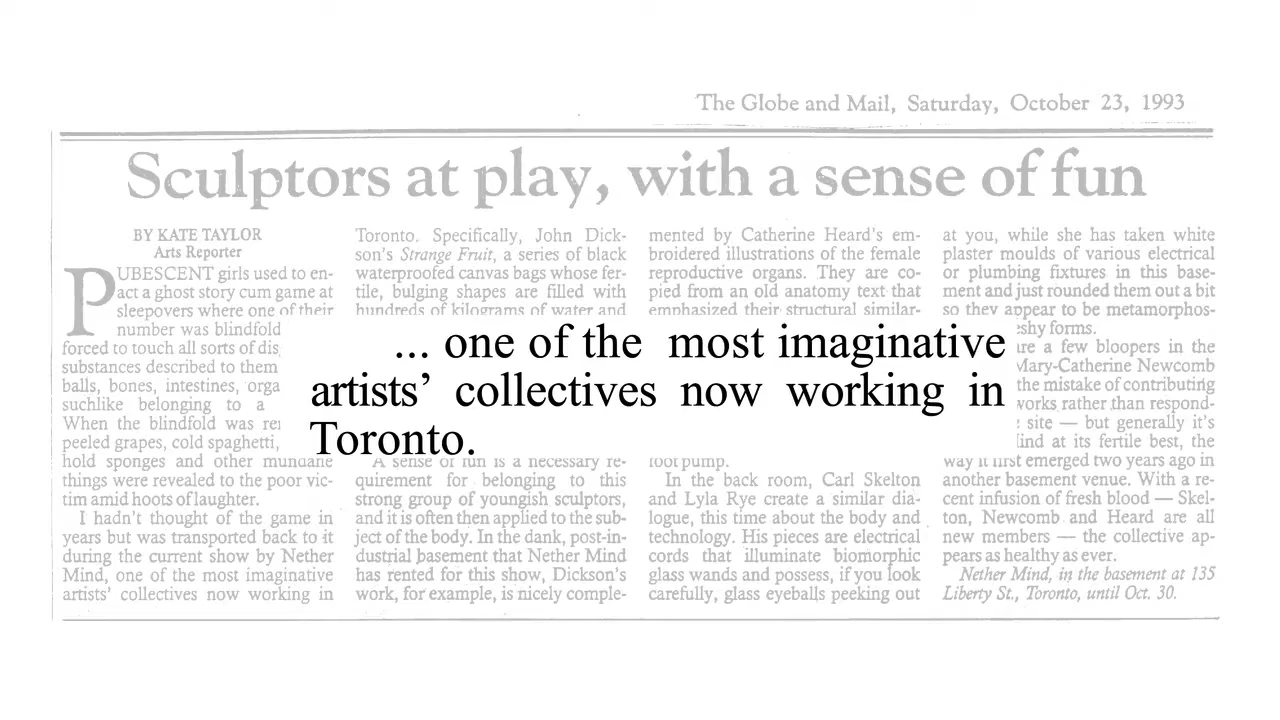 The Globe and Mail, Saturday, October 23, 1993
Sculptors at play, with a sense of fun
BY KATE TAYLOR
Arts Reporter
PUBESCENT girls used to en-
act a ghost story cum game at
sleepovers where one of their
number was blindfold
forced to touch all sorts of dis
substances described to them
balls, bones, intestines, orga
suchlike belonging to a
When the blindfold was
peeled grapes, cold spaghetti,
hold sponges and other mundane
things were revealed to the poor vic-
tim amid hoots of laughter.
I hadn't thought of the game in
years but was transported back to it
during the current show by Nether
Mind, one of the most imaginative
artists' collectives now working in
Toronto. Specifically, John Dick-
son's Strange Fruit, a series of black
waterproofed canvas bags whose fer-
tile, bulging shapes are filled with
hundreds of kilograms of water and
... one of the most imaginative
artists’ collectives now working in
Toronto.
A sense of fun is a necessary re-
quirement for belonging to this
strong group of youngish sculptors,
and it is often then applied to the sub-
ject of the body. In the dank, post-in-
dustrial basement that Nether Mind
has rented for this show, Dickson's
work, for example, is nicely comple-
mented by Catherine Heard's em-
broidered illustrations of the female
reproductive organs. They are co-
pied from an old anatomy text that
emphasized their structural similar-
foot pump.
In the back room, Carl Skelton
and Lyla Rye create a similar dia-
logue, this time about the body and
technology. His pieces are electrical
cords that illuminate biomorphic
glass wands and possess, if you look
carefully, glass eyeballs peeking out
at you, while she has taken white
plaster moulds of various electrical
or plumbing fixtures in this base-
ment and just rounded them out a bit
so they appear to be metamorphos-
shy forms.
are a few bloopers in the
Mary-Catherine Newcomb
the mistake of contributing
works rather than respond-
site — but generally it's
Mind at its fertile best, the
way it first emerged two years ago in
another basement venue. With a re-
cent infusion of fresh blood — Skel-
ton, Newcomb and Heard are all
new members — the collective ap-
pears as healthy as ever.
Nether Mind, in the basement at 135
Liberty St., Toronto, until Oct. 30.